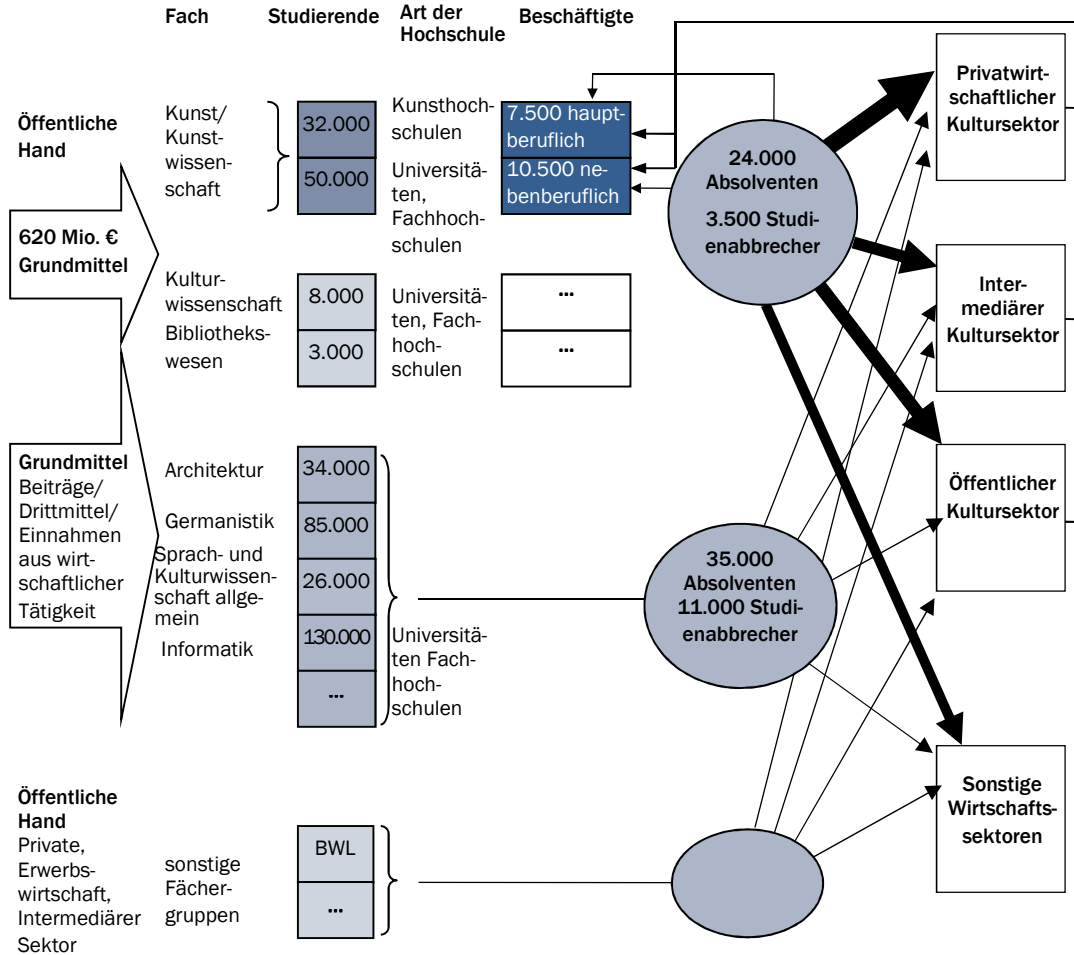 Fach
Studierende
Art der
Hochschule
Beschäftigte
Öffentliche
Hand
620 Mio. €
Grundmittel
Kunst/
Kunst-
wissen-
schaft
32.000
50.000
Kunsthoch-
schulen
Universitä-
ten,
Fachhoch-
schulen
7.500 haupt-
beruflich
10.500 ne-
benberuflich
24.000
Absolventen
3.500 Studi-
enabbrecher
Privatwirt-
schaftlicher
Kultursektor
Kultur-
wissenschaft
Bibliotheks-
wesen
8.000
3.000
Universitä-
ten, Fach-
hoch-
schulen
...
...
Inter-
mediärer
Kultursektor
Grundmittel
Beiträge/
Drittmittel/
Einnahmen
aus wirt-
schaftlicher
Tätigkeit
Architektur
Germanistik
Sprach- und
Kulturwissen-
schaft allge-
mein
Informatik
34.000
85.000
26.000
130.000
...
Universitä-
ten Fach-
hoch-
schulen
35.000
Absolventen
11.000 Studi-
enabbrecher
Öffentlicher
Kultursektor
Sonstige
Wirtschafts-
sektoren
Öffentliche
Hand
Private,
Erwerbs-
wirtschaft,
Intermediärer
Sektor
sonstige
Fächer-
gruppen
BWL
...